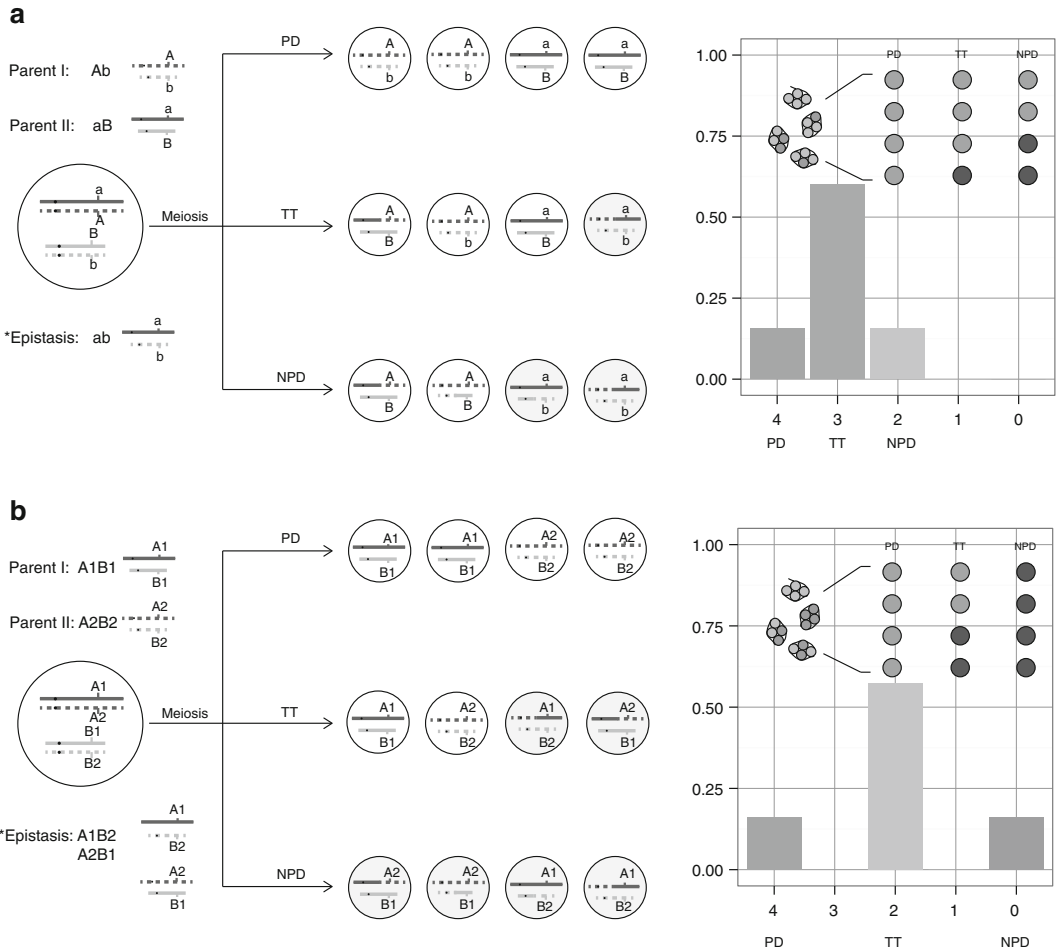 a
Parent I: Ab
A
b
Parent II: aB
a
B
a
A
B
b
Meiosis
*Epistasis: ab
a
b
PD
A
b
A
b
a
B
a
B
TT
A
B
A
b
a
B
a
b
NPD
A
B
A
B
a
b
a
b
1.00
0.75
0.50
0.25
0.00
PD TT NPD
4 3 2 1 0
PD TT NPD
b
Parent I: A1B1
A1
B1
Parent II: A2B2
A2
B2
A1
A2
B1
B2
Meiosis
*Epistasis: A1B2
A2B1
A1
B2
A2
B1
PD
A1
B1
A1
B1
A2
B2
A2
B2
TT
A1
B1
A2
B2
A1
B2
A2
B1
NPD
A2
B1
A2
B1
A1
B2
A1
B2
1.00
0.75
0.50
0.25
0.00
PD TT NPD
4 3 2 1 0
PD TT NPD